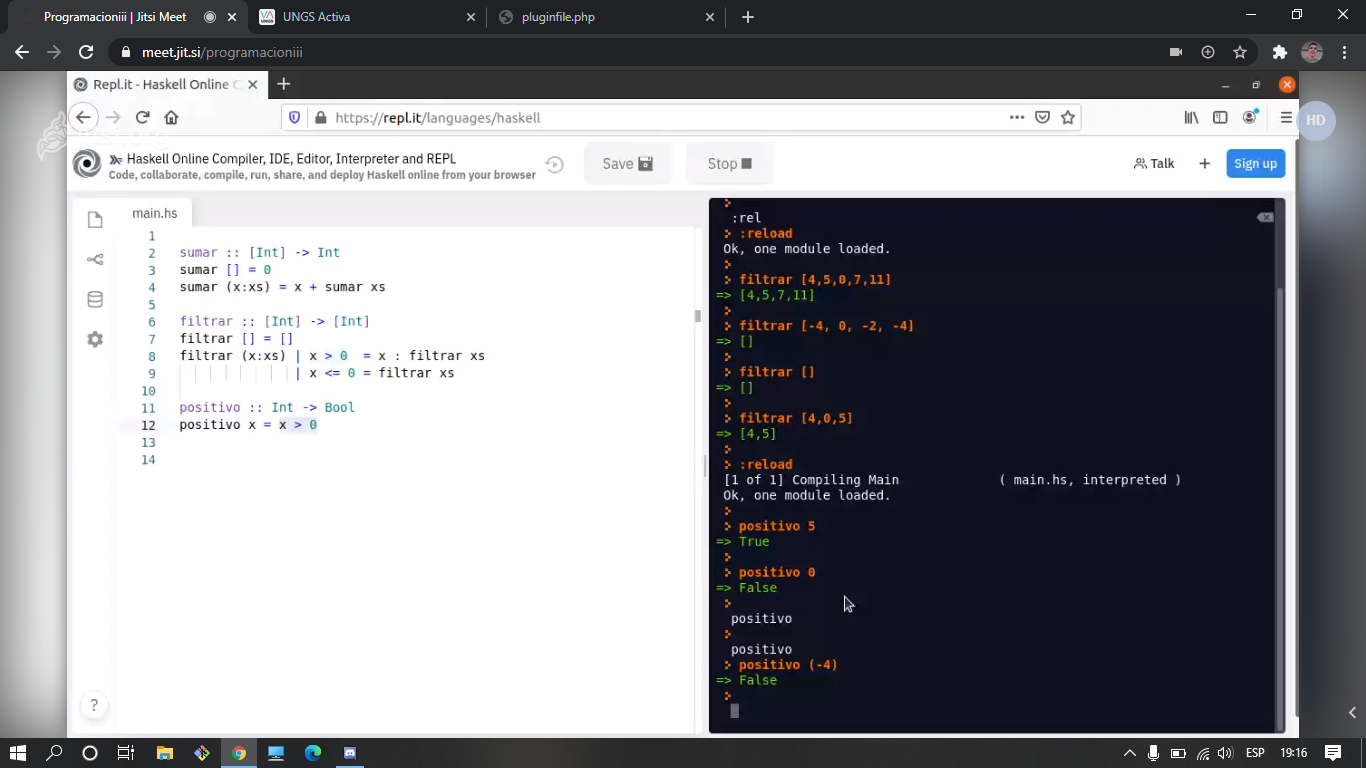 Programacioniii | Jitsi Meet
UNGS Activa
pluginfile.php
meet.jit.si/programacioniii
Repl.it - Haskell Online C
https://repl.it/languages/haskell
HD
jitsi.org
Haskell Online Compiler, IDE, Editor, Interpreter and REPL
Code, collaborate, compile, run, share, and deploy Haskell online from your browser
Save
Stop
Talk
Sign up
main.hs
1
2 sumar :: [Int] -> Int
3 sumar [] = 0
4 sumar (x:xs) = x + sumar xs
5
6 filtrar :: [Int] -> [Int]
7 filtrar [] = []
8 filtrar (x:xs) | x > 0  = x : filtrar xs
9 | x <= 0 = filtrar xs
10
11 positivo :: Int -> Bool
12 positivo x = x > 0
13
14
?
:rel
:reload
Ok, one module loaded.
filtrar [4,5,0,7,11]
=> [4,5,7,11]
filtrar [-4, 0, -2, -4]
=> []
filtrar []
=> []
filtrar [4,0,5]
=> [4,5]
:reload
[1 of 1] Compiling Main ( main.hs, interpreted )
Ok, one module loaded.
positivo 5
=> True
positivo 0
=> False
positivo
positivo
positivo (-4)
=> False
ESP
19:16